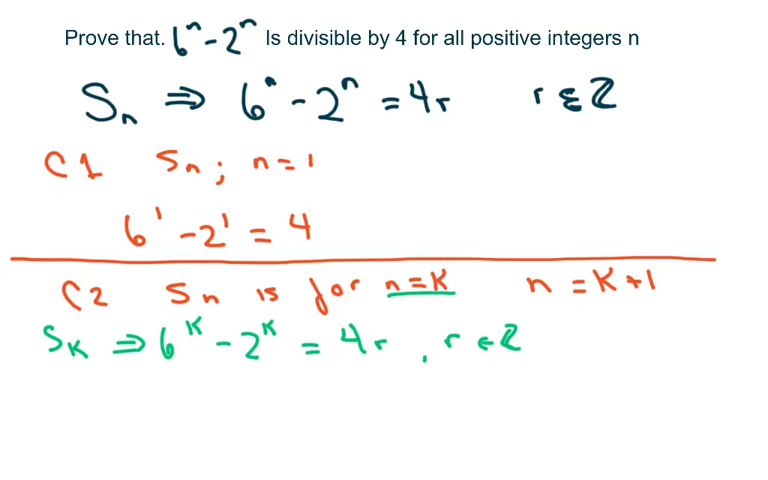 Prove that. 6ⁿ - 2ⁿ Is divisible by 4 for all positive integers n
Sₙ ⇒ 6ⁿ - 2ⁿ = 4r r ∈ ℤ
C1 Sₙ ; n = 1
6¹ - 2¹ = 4
C2 Sₙ is for n = K n = K + 1
S_K ⇒ 6ᴷ - 2ᴷ = 4r , r ∈ ℤ